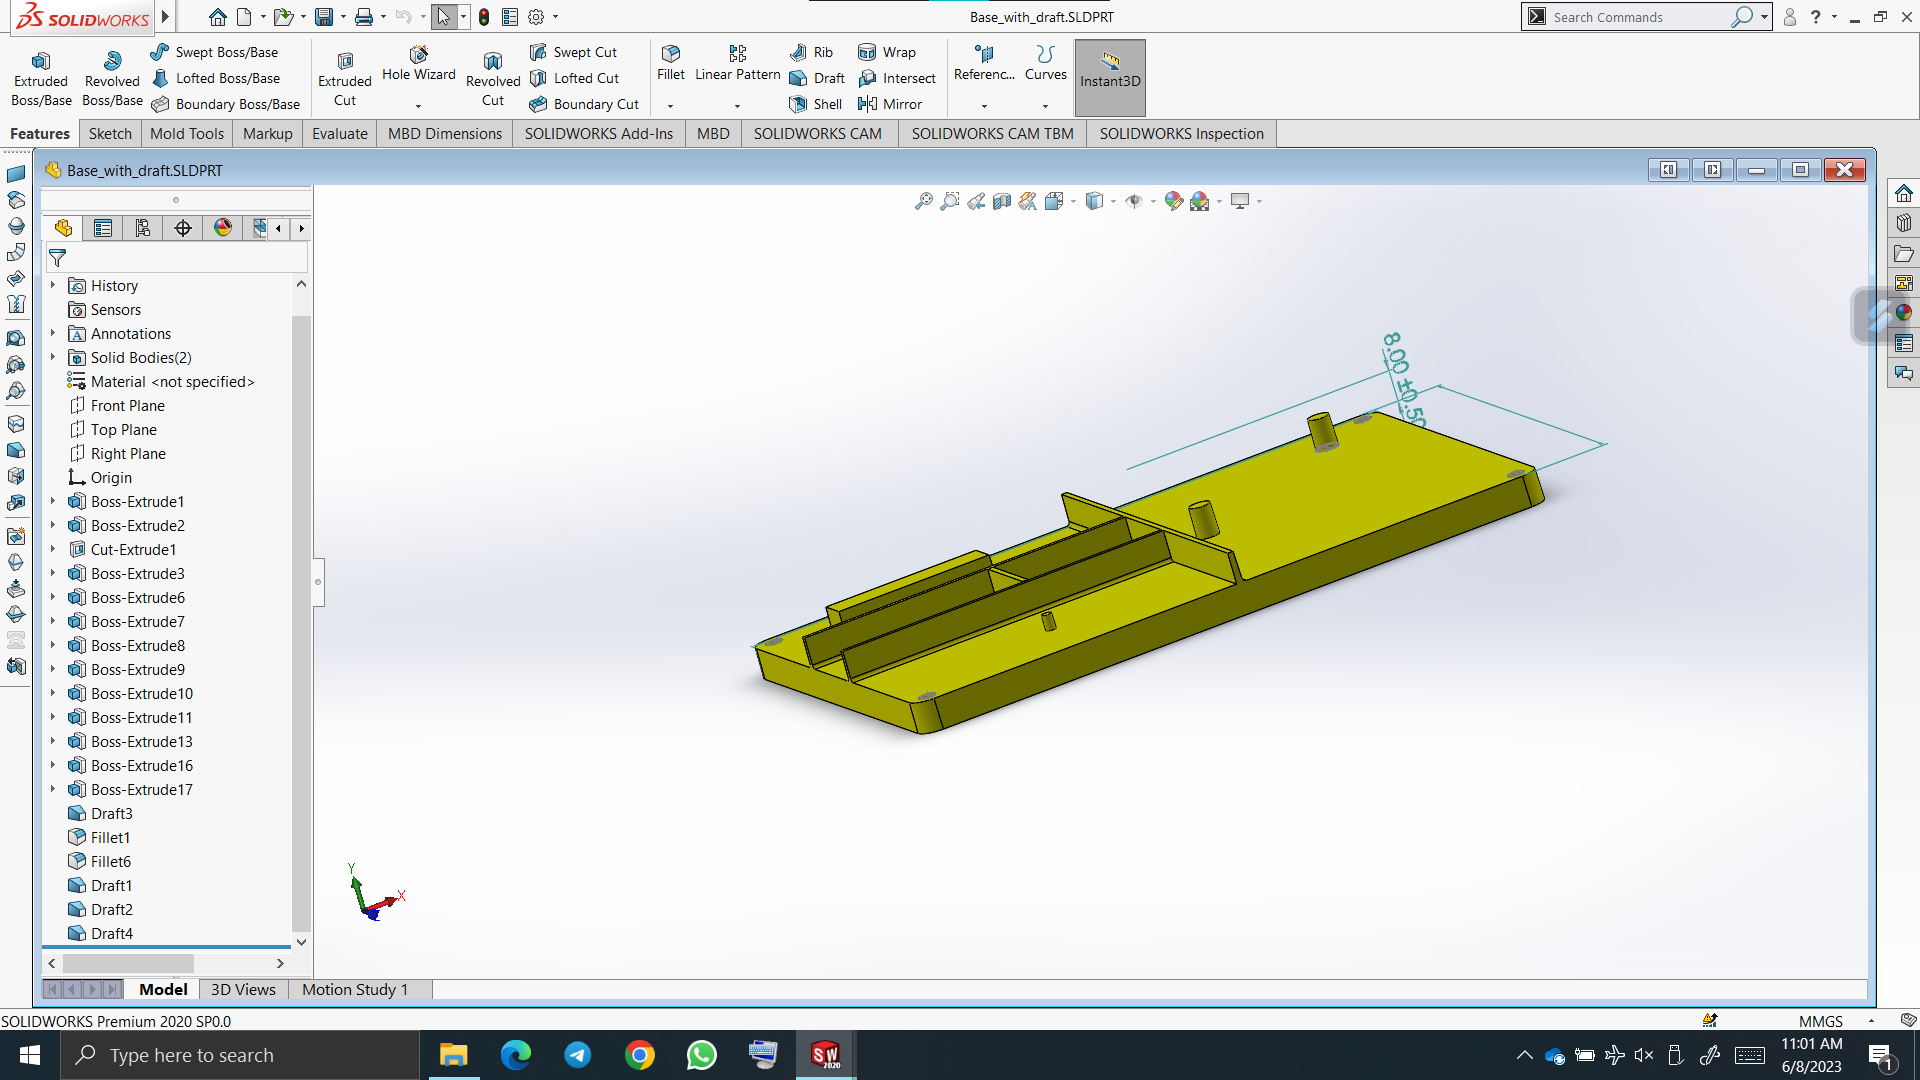 SOLIDWORKS
Base_with_draft.SLDPRT
Search Commands
?
Extruded Boss/Base
Revolved Boss/Base
Swept Boss/Base
Lofted Boss/Base
Boundary Boss/Base
Extruded Cut
Hole Wizard
Revolved Cut
Swept Cut
Lofted Cut
Boundary Cut
Fillet
Linear Pattern
Rib
Draft
Shell
Wrap
Intersect
Mirror
Referenc...
Curves
Instant3D
Features
Sketch
Mold Tools
Markup
Evaluate
MBD Dimensions
SOLIDWORKS Add-Ins
MBD
SOLIDWORKS CAM
SOLIDWORKS CAM TBM
SOLIDWORKS Inspection
Base_with_draft.SLDPRT
History
Sensors
Annotations
Solid Bodies(2)
Material <not specified>
Front Plane
Top Plane
Right Plane
Origin
Boss-Extrude1
Boss-Extrude2
Cut-Extrude1
Boss-Extrude3
Boss-Extrude6
Boss-Extrude7
Boss-Extrude8
Boss-Extrude9
Boss-Extrude10
Boss-Extrude11
Boss-Extrude13
Boss-Extrude16
Boss-Extrude17
Draft3
Fillet1
Fillet6
Draft1
Draft2
Draft4
8.00 ±0.50
Y
X
Model
3D Views
Motion Study 1
SOLIDWORKS Premium 2020 SP0.0
MMGS
Type here to search
SW
2020
11:01 AM
6/8/2023
1